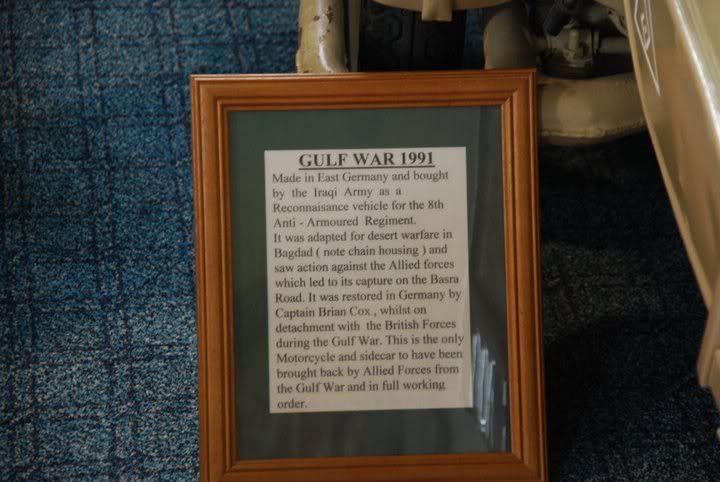 GULF WAR 1991
Made in East Germany and bought
by the Iraqi Army as a
Reconnaisance vehicle for the 8th
Anti - Armoured Regiment.
It was adapted for desert warfare in
Bagdad ( note chain housing ) and
saw action against the Allied forces
which led to its capture on the Basra
Road. It was restored in Germany by
Captain Brian Cox , whilst on
detachment with the British Forces
during the Gulf War. This is the only
Motorcycle and sidecar to have been
brought back by Allied Forces from
the Gulf War and in full working
order.